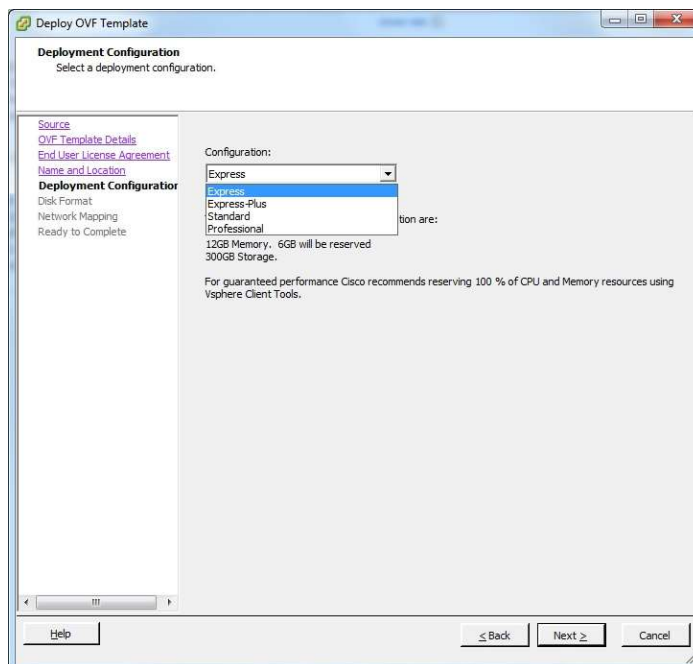 Deploy OVF Template
Deployment Configuration
Select a deployment configuration.
Source
OVF Template Details
End User License Agreement
Name and Location
Deployment Configuration
Disk Format
Network Mapping
Ready to Complete
Configuration:
Express
Express
Express-Plus
Standard
Professional
tion are:
12GB Memory. 6GB will be reserved
300GB Storage.
For guaranteed performance Cisco recommends reserving 100 % of CPU and Memory resources using
Vsphere Client Tools.
Help
< Back
Next >
Cancel